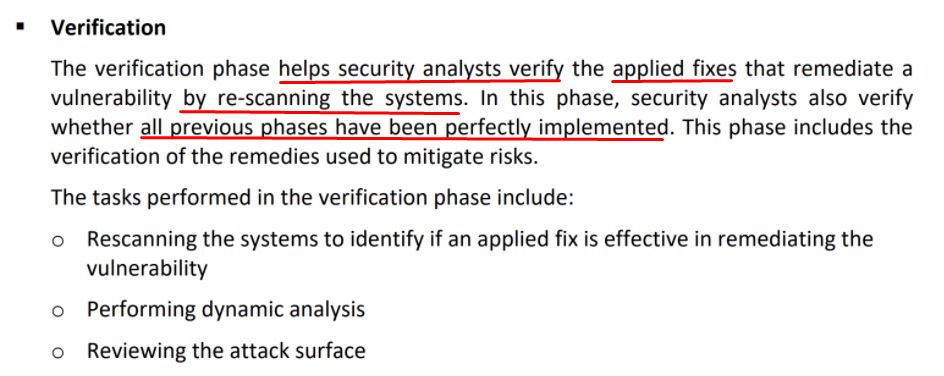 ▪ Verification
The verification phase helps security analysts verify the applied fixes that remediate a
vulnerability by re-scanning the systems. In this phase, security analysts also verify
whether all previous phases have been perfectly implemented. This phase includes the
verification of the remedies used to mitigate risks.
The tasks performed in the verification phase include:
o Rescanning the systems to identify if an applied fix is effective in remediating the
vulnerability
o Performing dynamic analysis
o Reviewing the attack surface